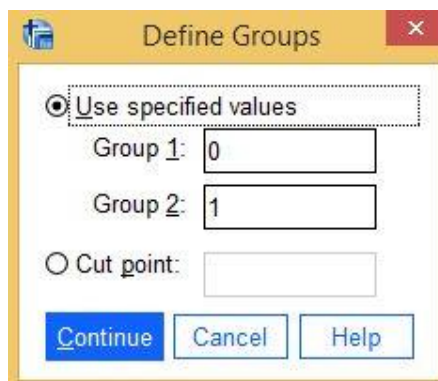 Define Groups
Use specified values
Group 1: 0
Group 2: 1
Cut point:
Continue Cancel Help